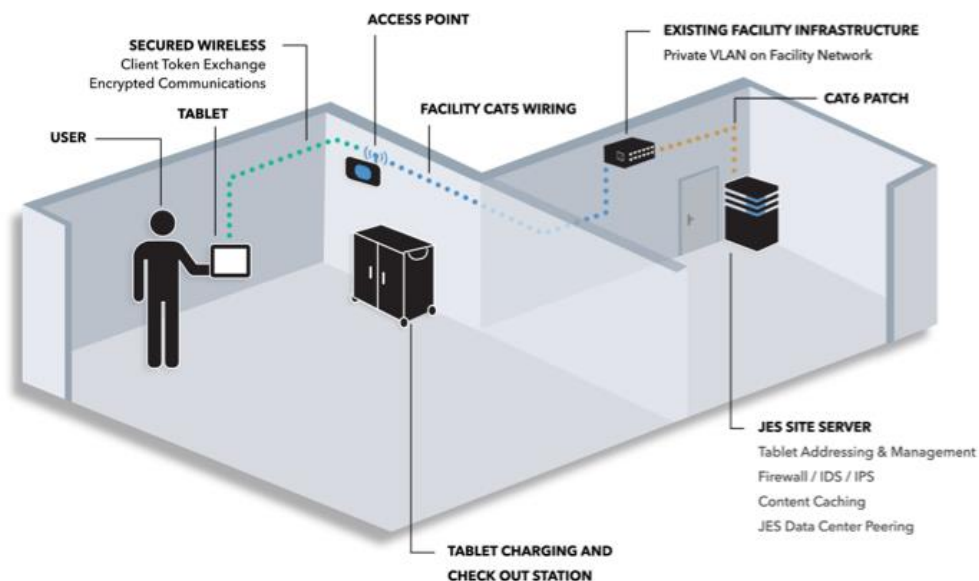 ACCESS POINT
SECURED WIRELESS
Client Token Exchange
Encrypted Communications
EXISTING FACILITY INFRASTRUCTURE
Private VLAN on Facility Network
TABLET
FACILITY CAT5 WIRING
CAT6 PATCH
USER
JES SITE SERVER
Tablet Addressing & Management
Firewall / IDS / IPS
Content Caching
JES Data Center Peering
TABLET CHARGING AND
CHECK OUT STATION